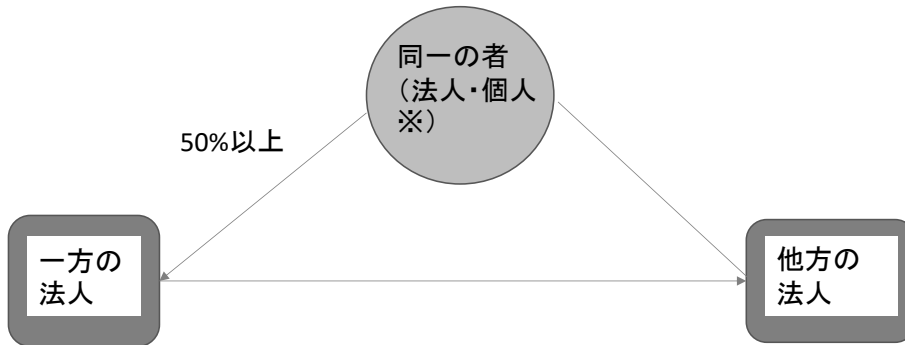 同一の者
（法人・個人
※）
50%以上
一方の
法人
他方の
法人